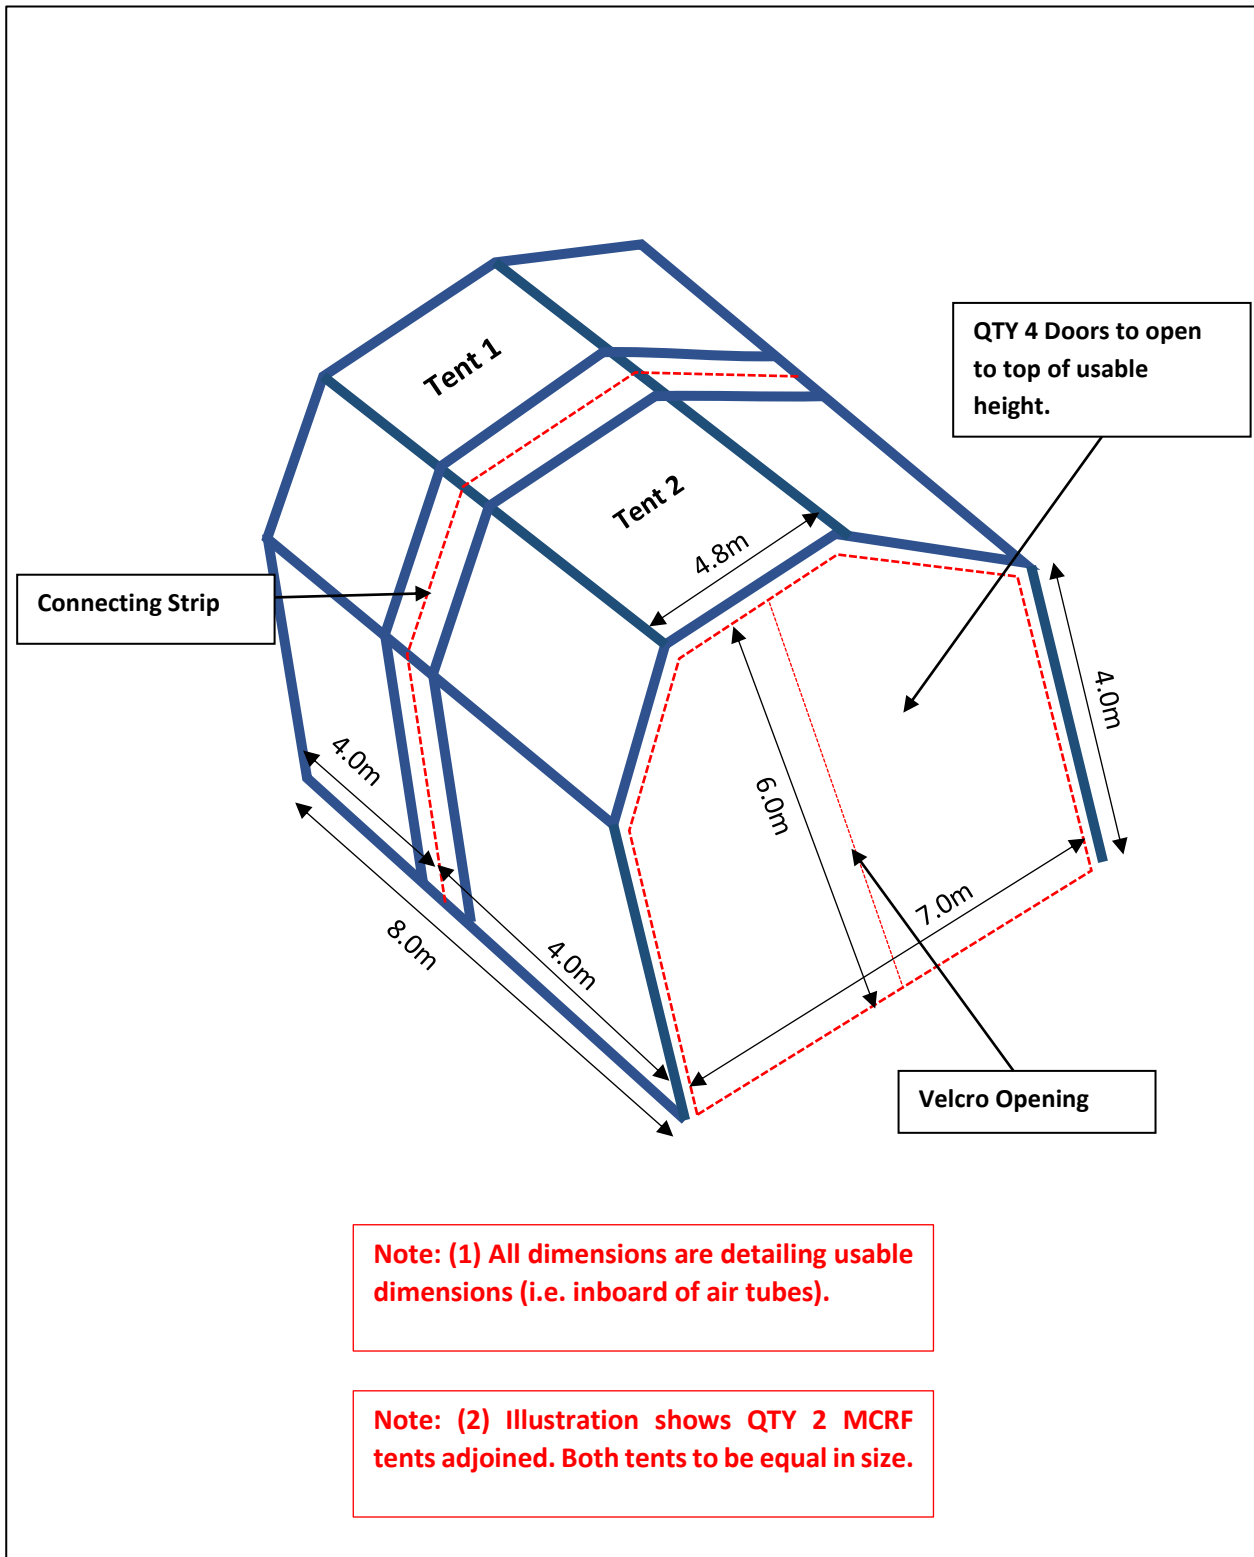 Tent 1
QTY 4 Doors to open
to top of usable
height.
Tent 2
4.8m
Connecting Strip
4.0m
4.0m
6.0m
7.0m
8.0m
4.0m
Velcro Opening
Note: (1) All dimensions are detailing usable
dimensions (i.e. inboard of air tubes).
Note: (2) Illustration shows QTY 2 MCRF
tents adjoined. Both tents to be equal in size.